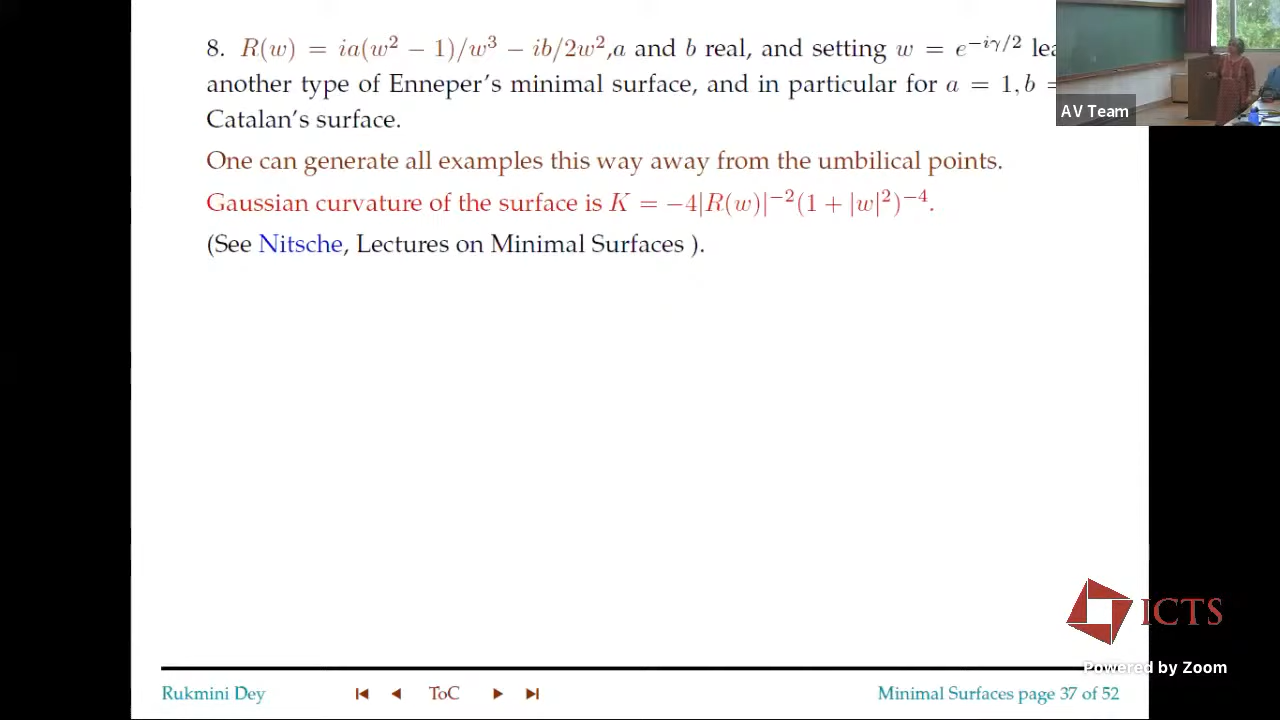 8. R(w) = ia(w² − 1)/w³ − ib/2w², a and b real, and setting w = e^{−iγ/2}
another type of Enneper's minimal surface, and in particular for a = 1, b =
Catalan's surface.
One can generate all examples this way away from the umbilical points.
Gaussian curvature of the surface is K = −4|R(w)|⁻²(1 + |w|²)⁻⁴.
(See Nitsche, Lectures on Minimal Surfaces ).
AV Team
ICTS
Powered by Zoom
Rukmini Dey ToC Minimal Surfaces page 37 of 52